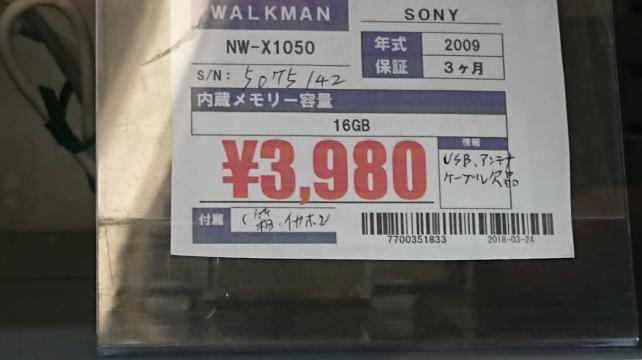 WALKMAN SONY
NW-X1050 年式 2009
S/N: 5075142 保証 3ヶ月
内蔵メモリー容量
16GB
¥3,980
情報
USB、アンテナ
ケーブル欠品
付属 (箱・イヤホン)
7700351833 2018-03-24